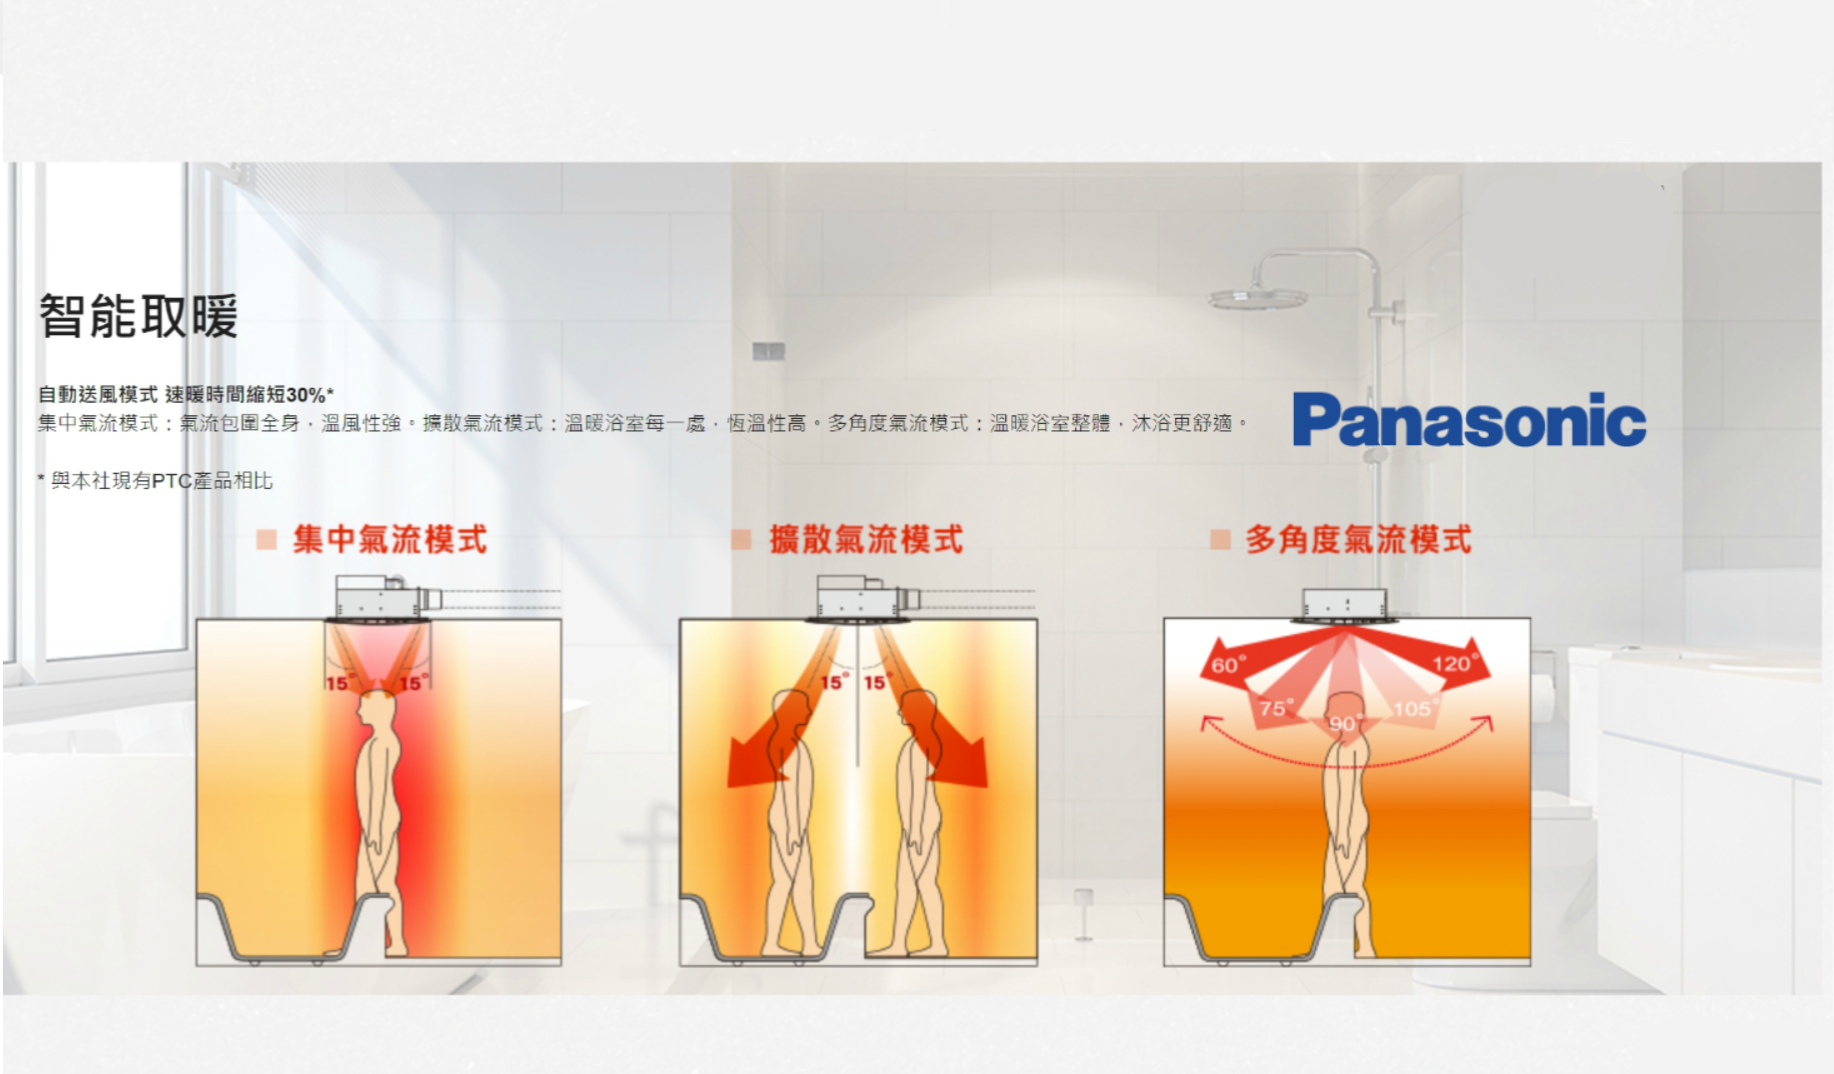 智能取暖
自動送風模式 速暖時間縮短30%*
集中氣流模式：氣流包圍全身，溫風性強。擴散氣流模式：溫暖浴室每一處，恆溫性高。多角度氣流模式：溫暖浴室整體，沐浴更舒適。
Panasonic
* 與本社現有PTC產品相比
集中氣流模式
擴散氣流模式
多角度氣流模式
15° 15°
15° 15°
60° 120°
75° 105°
90°